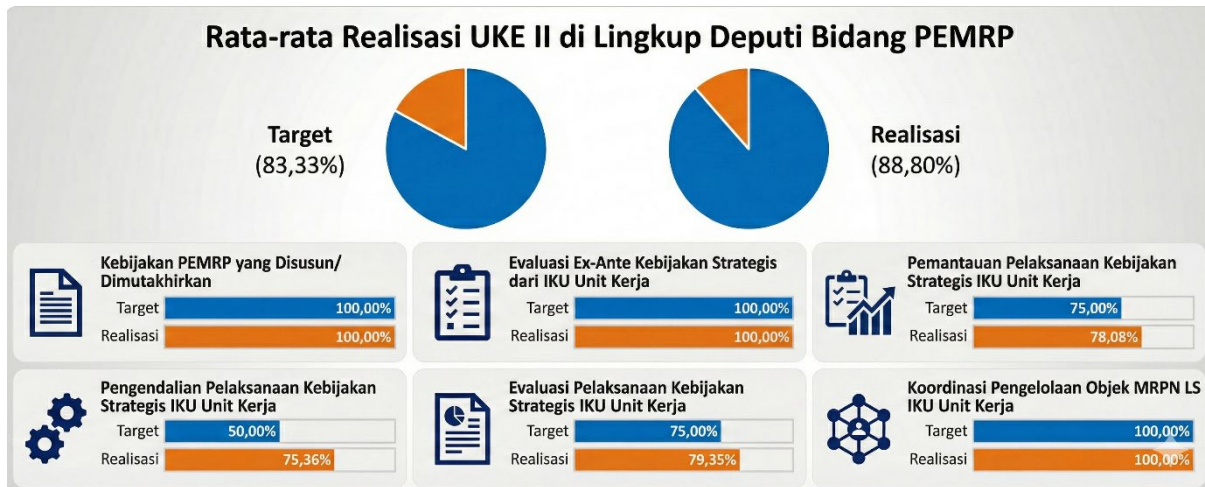 Rata-rata Realisasi UKE II di Lingkup Deputi Bidang PEMRP
Target
(83,33%)
Realisasi
(88,80%)
Kebijakan PEMRP yang Disusun/
Dimutakhirkan
Target 100,00%
Realisasi 100,00%
Evaluasi Ex-Ante Kebijakan Strategis
dari IKU Unit Kerja
Target 100,00%
Realisasi 100,00%
Pemantauan Pelaksanaan Kebijakan
Strategis IKU Unit Kerja
Target 75,00%
Realisasi 78,08%
Pengendalian Pelaksanaan Kebijakan
Strategis IKU Unit Kerja
Target 50,00%
Realisasi 75,36%
Evaluasi Pelaksanaan Kebijakan
Strategis IKU Unit Kerja
Target 75,00%
Realisasi 79,35%
Koordinasi Pengelolaan Objek MRPN LS
IKU Unit Kerja
Target 100,00%
Realisasi 100,00%